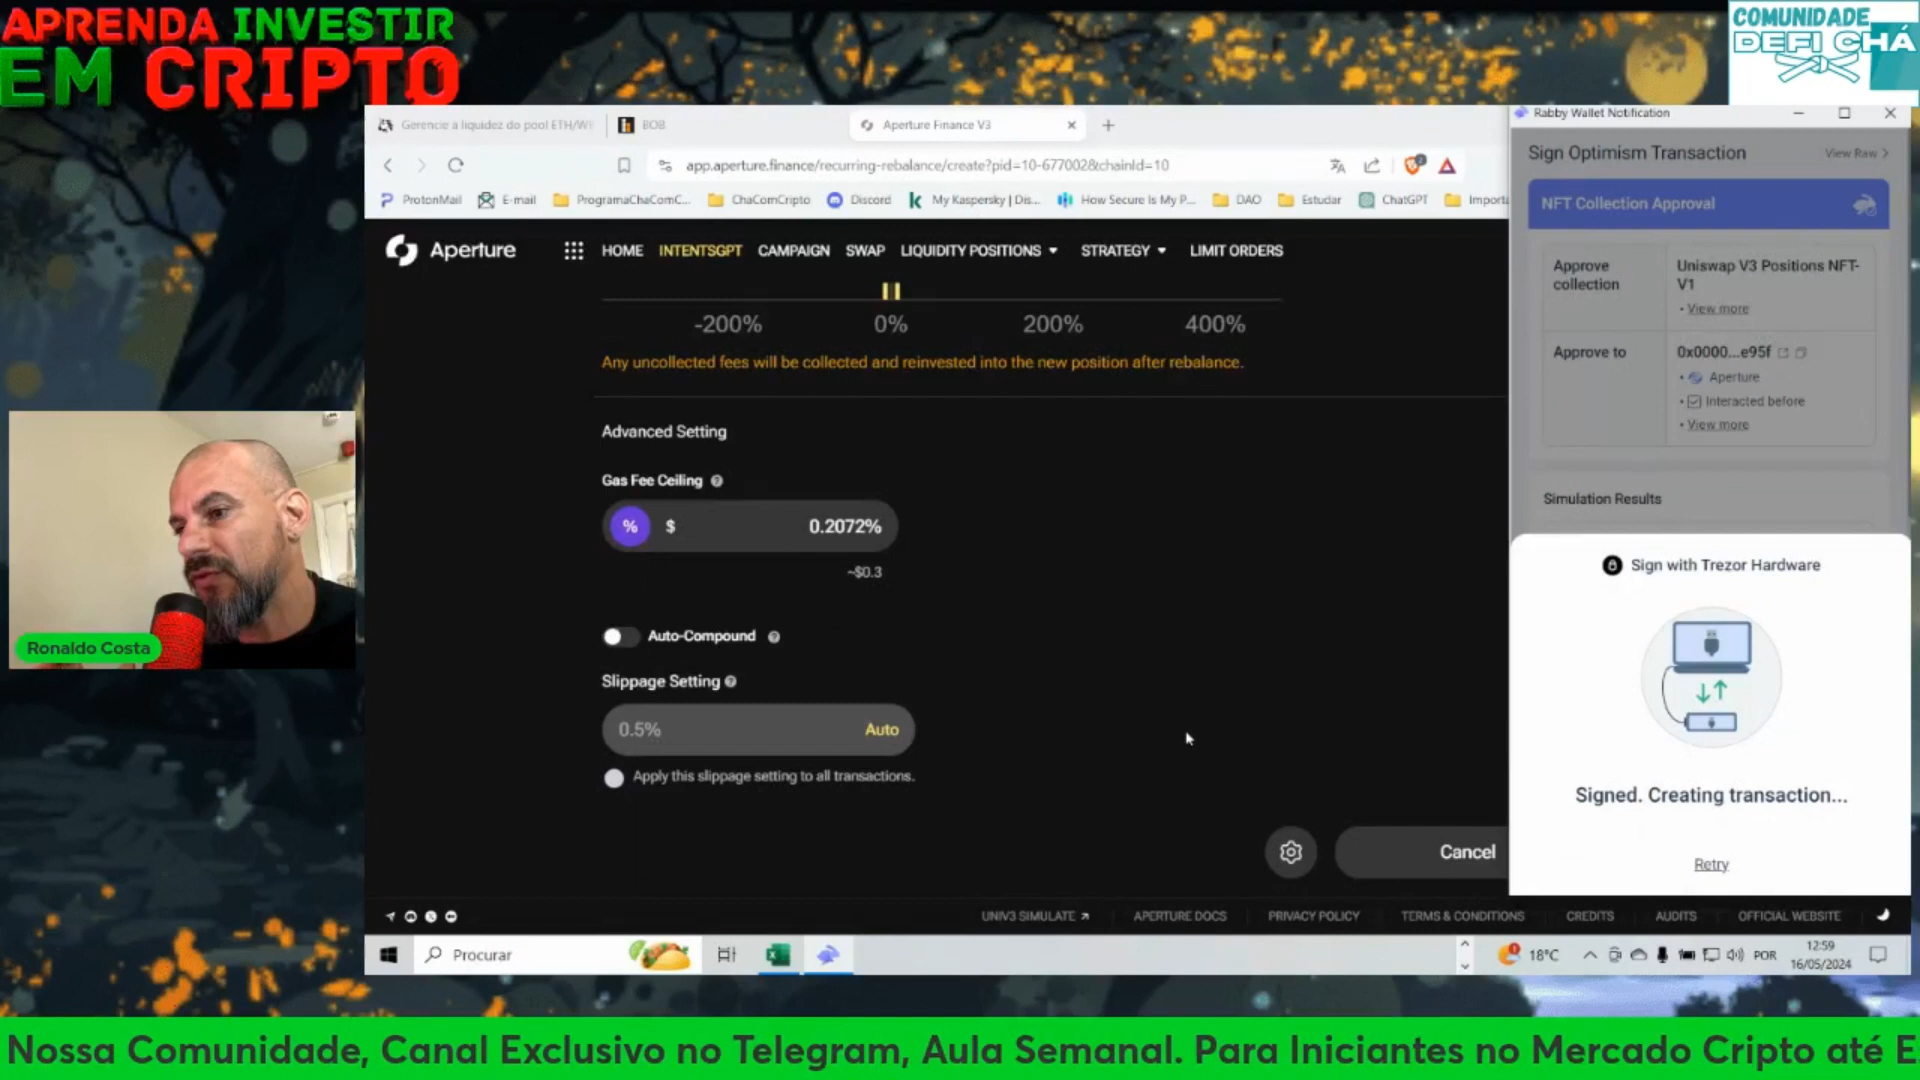 APRENDA INVESTIR
EM CRIPTO
COMUNIDADE
DEFI CHÁ
Gerencie a liquidez do pool ETH/WE
BOB
Aperture Finance V3
app.aperture.finance/recurring-rebalance/create?pid=10-677002&chainId=10
ProtonMail
E-mail
ProgramaChaComC...
ChaComCripto
Discord
My Kaspersky | Dis...
How Secure Is My P...
DAO
Estudar
ChatGPT
Importa
Aperture
HOME
INTENTSGPT
CAMPAIGN
SWAP
LIQUIDITY POSITIONS
STRATEGY
LIMIT ORDERS
-200%
0%
200%
400%
Any uncollected fees will be collected and reinvested into the new position after rebalance.
Advanced Setting
Gas Fee Ceiling
%
$
0.2072%
~$0.3
Auto-Compound
Slippage Setting
0.5%
Auto
Apply this slippage setting to all transactions.
Cancel
UNIV3 SIMULATE
APERTURE DOCS
PRIVACY POLICY
TERMS & CONDITIONS
CREDITS
AUDITS
OFFICIAL WEBSITE
Rabby Wallet Notification
Sign Optimism Transaction
View Raw >
NFT Collection Approval
Approve collection
Uniswap V3 Positions NFT-
V1
• View more
Approve to
0x0000...e95f
• Aperture
• Interacted before
• View more
Simulation Results
Sign with Trezor Hardware
Signed. Creating transaction...
Retry
Procurar
18°C
POR
12:59
16/05/2024
Ronaldo Costa
Nossa Comunidade, Canal Exclusivo no Telegram, Aula Semanal. Para Iniciantes no Mercado Cripto até E